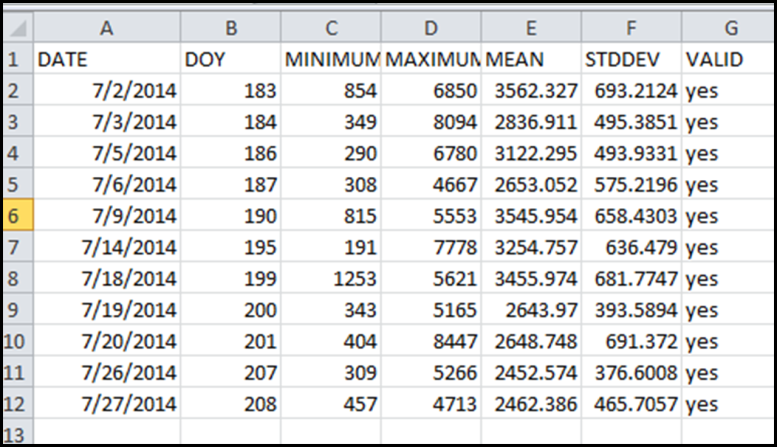 A B C D E F G
1 DATE DOY MINIMUM MAXIMUM MEAN STDDEV VALID
2 7/2/2014 183 854 6850 3562.327 693.2124 yes
3 7/3/2014 184 349 8094 2836.911 495.3851 yes
4 7/5/2014 186 290 6780 3122.295 493.9331 yes
5 7/6/2014 187 308 4667 2653.052 575.2196 yes
6 7/9/2014 190 815 5553 3545.954 658.4303 yes
7 7/14/2014 195 191 7778 3254.757 636.479 yes
8 7/18/2014 199 1253 5621 3455.974 681.7747 yes
9 7/19/2014 200 343 5165 2643.97 393.5894 yes
10 7/20/2014 201 404 8447 2648.748 691.372 yes
11 7/26/2014 207 309 5266 2452.574 376.6008 yes
12 7/27/2014 208 457 4713 2462.386 465.7057 yes
13